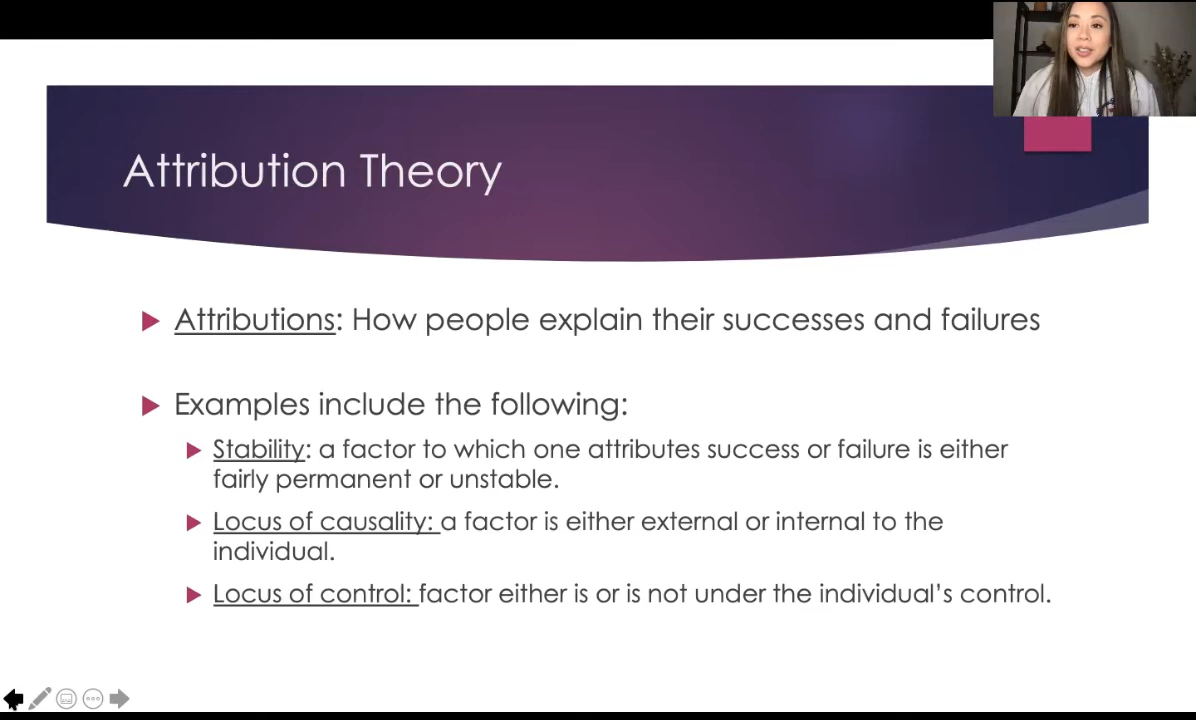 Attribution Theory
Attributions: How people explain their successes and failures
Examples include the following:
Stability: a factor to which one attributes success or failure is either
fairly permanent or unstable.
Locus of causality: a factor is either external or internal to the
individual.
Locus of control: factor either is or is not under the individual’s control.